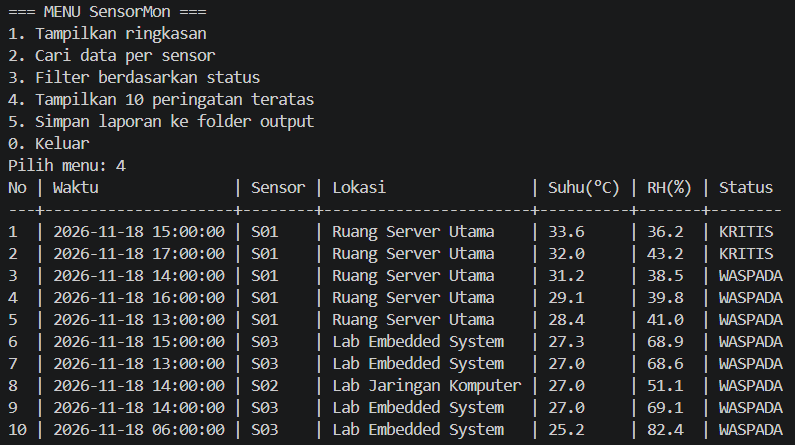 === MENU SensorMon ===
1. Tampilkan ringkasan
2. Cari data per sensor
3. Filter berdasarkan status
4. Tampilkan 10 peringatan teratas
5. Simpan laporan ke folder output
0. Keluar
Pilih menu: 4
No | Waktu               | Sensor | Lokasi                | Suhu(°C) | RH(%) | Status
---+---------------------+--------+-----------------------+----------+-------+--------
1  | 2026-11-18 15:00:00 | S01    | Ruang Server Utama    | 33.6     | 36.2  | KRITIS
2  | 2026-11-18 17:00:00 | S01    | Ruang Server Utama    | 32.0     | 43.2  | KRITIS
3  | 2026-11-18 14:00:00 | S01    | Ruang Server Utama    | 31.2     | 38.5  | WASPADA
4  | 2026-11-18 16:00:00 | S01    | Ruang Server Utama    | 29.1     | 39.8  | WASPADA
5  | 2026-11-18 13:00:00 | S01    | Ruang Server Utama    | 28.4     | 41.0  | WASPADA
6  | 2026-11-18 15:00:00 | S03    | Lab Embedded System   | 27.3     | 68.9  | WASPADA
7  | 2026-11-18 13:00:00 | S03    | Lab Embedded System   | 27.0     | 68.6  | WASPADA
8  | 2026-11-18 14:00:00 | S02    | Lab Jaringan Komputer | 27.0     | 51.1  | WASPADA
9  | 2026-11-18 14:00:00 | S03    | Lab Embedded System   | 27.0     | 69.1  | WASPADA
10 | 2026-11-18 06:00:00 | S03    | Lab Embedded System   | 25.2     | 82.4  | WASPADA